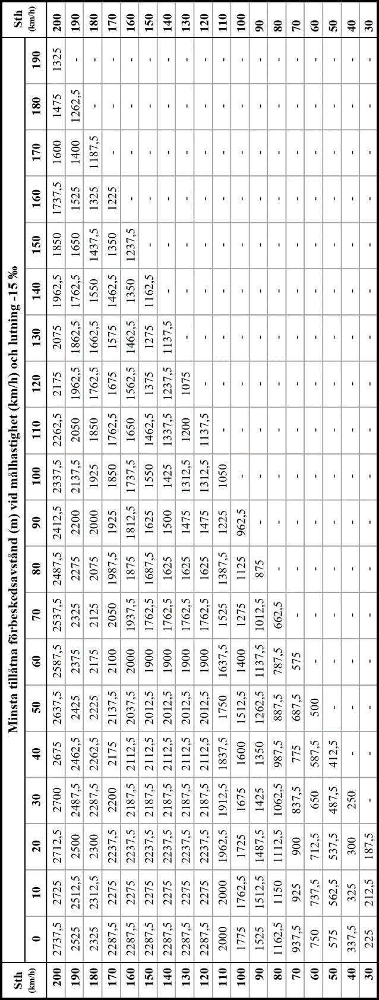 Sth (km/h) Minsta tillåtna förbeskedsavstånd (m) vid målhastighet (km/h) och lutning -15 ‰ Sth (km/h)
0 10 20 30 40 50 60 70 80 90 100 110 120 130 140 150 160 170 180 190
200 2737,5 2725 2712,5 2700 2675 2637,5 2587,5 2537,5 2487,5 2412,5 2337,5 2262,5 2175 2075 1962,5 1850 1737,5 1600 1475 1325 200
190 2525 2512,5 2500 2487,5 2462,5 2425 2375 2325 2275 2200 2137,5 2050 1962,5 1862,5 1762,5 1650 1525 1400 1262,5 - 190
180 2325 2312,5 2300 2287,5 2262,5 2225 2175 2125 2075 2000 1925 1850 1762,5 1662,5 1550 1437,5 1325 1187,5 - - 180
170 2287,5 2275 2237,5 2200 2175 2137,5 2100 2050 1987,5 1925 1850 1762,5 1675 1575 1462,5 1350 1225 - - - 170
160 2287,5 2275 2237,5 2187,5 2112,5 2037,5 2000 1937,5 1875 1812,5 1737,5 1650 1562,5 1462,5 1350 1237,5 - - - - 160
150 2287,5 2275 2237,5 2187,5 2112,5 2012,5 1900 1762,5 1687,5 1625 1550 1462,5 1375 1275 1162,5 - - - - - 150
140 2287,5 2275 2237,5 2187,5 2112,5 2012,5 1900 1762,5 1625 1500 1425 1337,5 1237,5 1137,5 - - - - - - 140
130 2287,5 2275 2237,5 2187,5 2112,5 2012,5 1900 1762,5 1625 1475 1312,5 1200 1075 - - - - - - - 130
120 2287,5 2275 2237,5 2187,5 2112,5 2012,5 1900 1762,5 1625 1475 1312,5 1137,5 - - - - - - - - 120
110 2000 2000 1962,5 1912,5 1837,5 1750 1637,5 1525 1387,5 1225 1050 - - - - - - - - - 110
100 1775 1762,5 1725 1675 1600 1512,5 1400 1275 1125 962,5 - - - - - - - - - - 100
90 1525 1512,5 1487,5 1425 1350 1262,5 1137,5 1012,5 875 - - - - - - - - - - - 90
80 1162,5 1150 1112,5 1062,5 987,5 887,5 787,5 662,5 - - - - - - - - - - - - 80
70 937,5 925 900 837,5 775 687,5 575 - - - - - - - - - - - - - 70
60 750 737,5 712,5 650 587,5 500 - - - - - - - - - - - - - - 60
50 575 562,5 537,5 487,5 412,5 - - - - - - - - - - - - - - - 50
40 337,5 325 300 250 - - - - - - - - - - - - - - - - 40
30 225 212,5 187,5 - - - - - - - - - - - - - - - - - 30